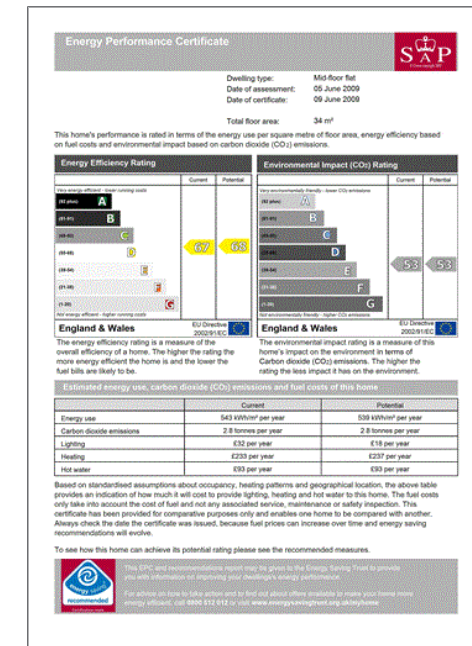 Energy Performance Certificate
SAP
Dwelling type: Mid-floor flat
Date of assessment: 05 June 2009
Date of certificate: 09 June 2009
Total floor area: 34 m²
This home's performance is rated in terms of the energy use per square metre of floor area, energy efficiency based
on fuel costs and environmental impact based on carbon dioxide (CO₂) emissions.
Energy Efficiency Rating
Current Potential
Very energy efficient - lower running costs
(92 plus) A
(81-91) B
(69-80) C
(55-68) D
(39-54) E
(21-38) F
(1-20) G
Not energy efficient - higher running costs
67 68
England & Wales
EU Directive
2002/91/EC
The energy efficiency rating is a measure of the
overall efficiency of a home. The higher the rating the
more energy efficient the home is and the lower the
fuel bills are likely to be.
Environmental Impact (CO₂) Rating
Current Potential
Very environmentally friendly - lower CO₂ emissions
(92 plus) A
(81-91) B
(69-80) C
(55-68) D
(39-54) E
(21-38) F
(1-20) G
Not environmentally friendly - higher CO₂ emissions
53 53
England & Wales
EU Directive
2002/91/EC
The environmental impact rating is a measure of this
home's impact on the environment in terms of
Carbon dioxide (CO₂) emissions. The higher the
rating the less impact it has on the environment.
Estimated energy use, carbon dioxide (CO₂) emissions and fuel costs of this home
Current Potential
Energy use 543 kWh/m² per year 539 kWh/m² per year
Carbon dioxide emissions 2.8 tonnes per year 2.8 tonnes per year
Lighting £32 per year £18 per year
Heating £233 per year £237 per year
Hot water £93 per year £93 per year
Based on standardised assumptions about occupancy, heating patterns and geographical location, the above table
provides an indication of how much it will cost to provide lighting, heating and hot water to this home. The fuel costs
only take into account the cost of fuel and not any associated service, maintenance or safety inspection. This
certificate has been provided for comparative purposes only and enables one home to be compared with another.
Always check the date the certificate was issued, because fuel prices can increase over time and energy saving
recommendations will evolve.
To see how this home can achieve its potential rating please see the recommended measures.
energy saving
recommended
This EPC and recommendations report may be given to the Energy Saving Trust to provide
you with information on improving your dwelling's energy performance.
For advice on how to take action and to find out about offers available to make your home more
energy efficient, call 0800 512 012 or visit www.energysavingtrust.org.uk/myhome